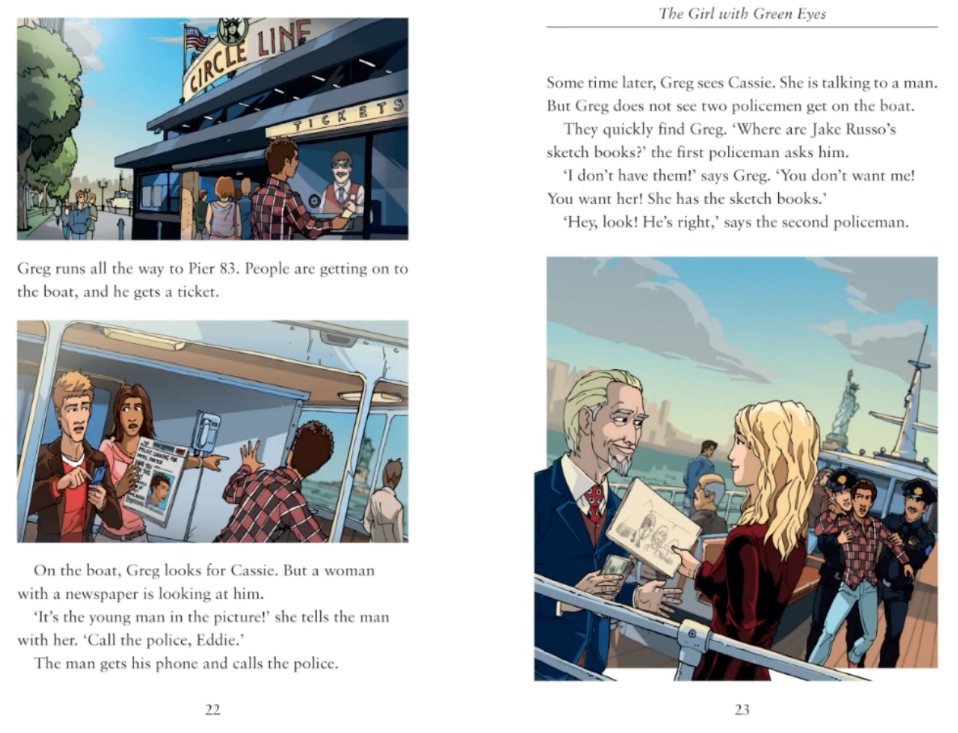 CIRCLE LINE
TICKETS
Greg runs all the way to Pier 83. People are getting on to
the boat, and he gets a ticket.
POLICE LOOKING FOR
On the boat, Greg looks for Cassie. But a woman
with a newspaper is looking at him.
‘It’s the young man in the picture!’ she tells the man
with her. ‘Call the police, Eddie.’
The man gets his phone and calls the police.
22
The Girl with Green Eyes
Some time later, Greg sees Cassie. She is talking to a man.
But Greg does not see two policemen get on the boat.
They quickly find Greg. ‘Where are Jake Russo’s
sketch books?’ the first policeman asks him.
‘I don’t have them!’ says Greg. ‘You don’t want me!
You want her! She has the sketch books.’
‘Hey, look! He’s right,’ says the second policeman.
23